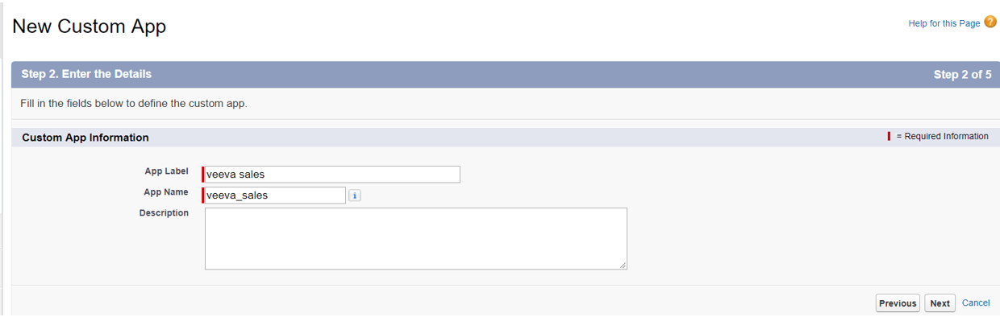 New Custom App
Help for this Page ?
Step 2. Enter the Details
Step 2 of 5
Fill in the fields below to define the custom app.
Custom App Information
= Required Information
App Label
veeva sales
App Name
veeva_sales
i
Description
Previous
Next
Cancel